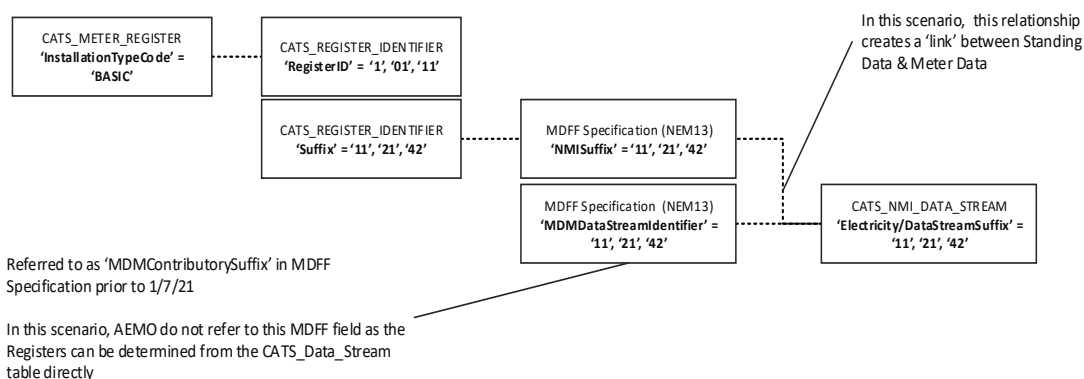 In this scenario, this relationship
creates a ‘link’ between Standing
Data & Meter Data
CATS_METER_REGISTER
‘InstallationTypeCode’ =
‘BASIC’
CATS_REGISTER_IDENTIFIER
‘RegisterID’ = ‘1’, ‘01’, ‘11’
CATS_REGISTER_IDENTIFIER
‘Suffix’ = ‘11’, ‘21’, ‘42’
MDFF Specification (NEM13)
‘NMISuffix’ = ‘11’, ‘21’, ‘42’
MDFF Specification (NEM13)
‘MDMDataStreamIdentifier’ =
‘11’, ‘21’, ‘42’
CATS_NMI_DATA_STREAM
‘Electricity/DataStreamSuffix’ =
‘11’, ‘21’, ‘42’
Referred to as ‘MDMContributorySuffix’ in MDFF
Specification prior to 1/7/21
In this scenario, AEMO do not refer to this MDFF field as the
Registers can be determined from the CATS_Data_Stream
table directly